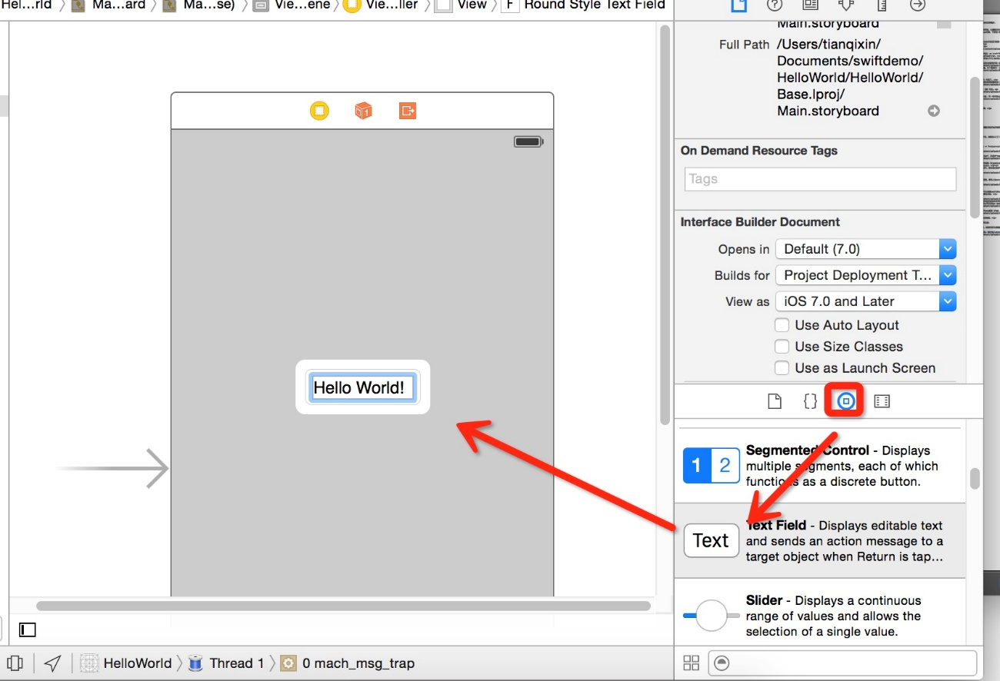 Hel...rld Ma...ard Ma...se) Vie...ene Vie...ller View F Round Style Text Field
Main.storyboard
Full Path /Users/tianqixin/
Documents/swiftdemo/
HelloWorld/HelloWorld/
Base.lproj/
Main.storyboard
On Demand Resource Tags
Tags
Interface Builder Document
Opens in Default (7.0)
Builds for Project Deployment T...
View as iOS 7.0 and Later
Use Auto Layout
Use Size Classes
Use as Launch Screen
Hello World!
{}
1 2 Segmented Control - Displays
multiple segments, each of which
functions as a discrete button.
Text Text Field - Displays editable text
and sends an action message to a
target object when Return is tap...
Slider - Displays a continuous
range of values and allows the
selection of a single value.
HelloWorld Thread 1 0 mach_msg_trap